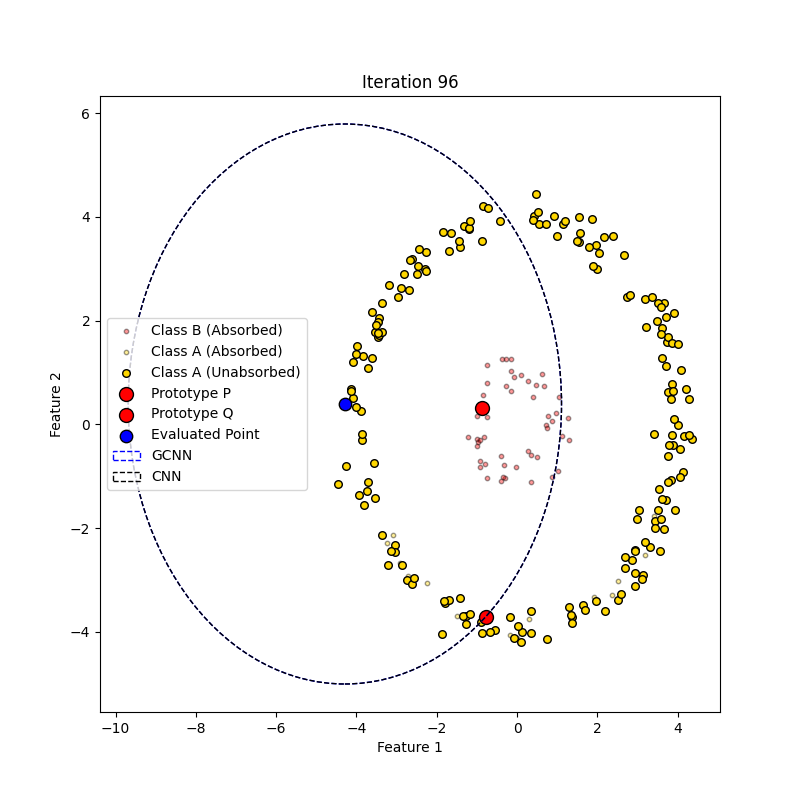 Iteration 96
6
4
2
0
−2
−4
Feature 2
Class B (Absorbed)
Class A (Absorbed)
Class A (Unabsorbed)
Prototype P
Prototype Q
Evaluated Point
GCNN
CNN
−10 −8 −6 −4 −2 0 2 4
Feature 1